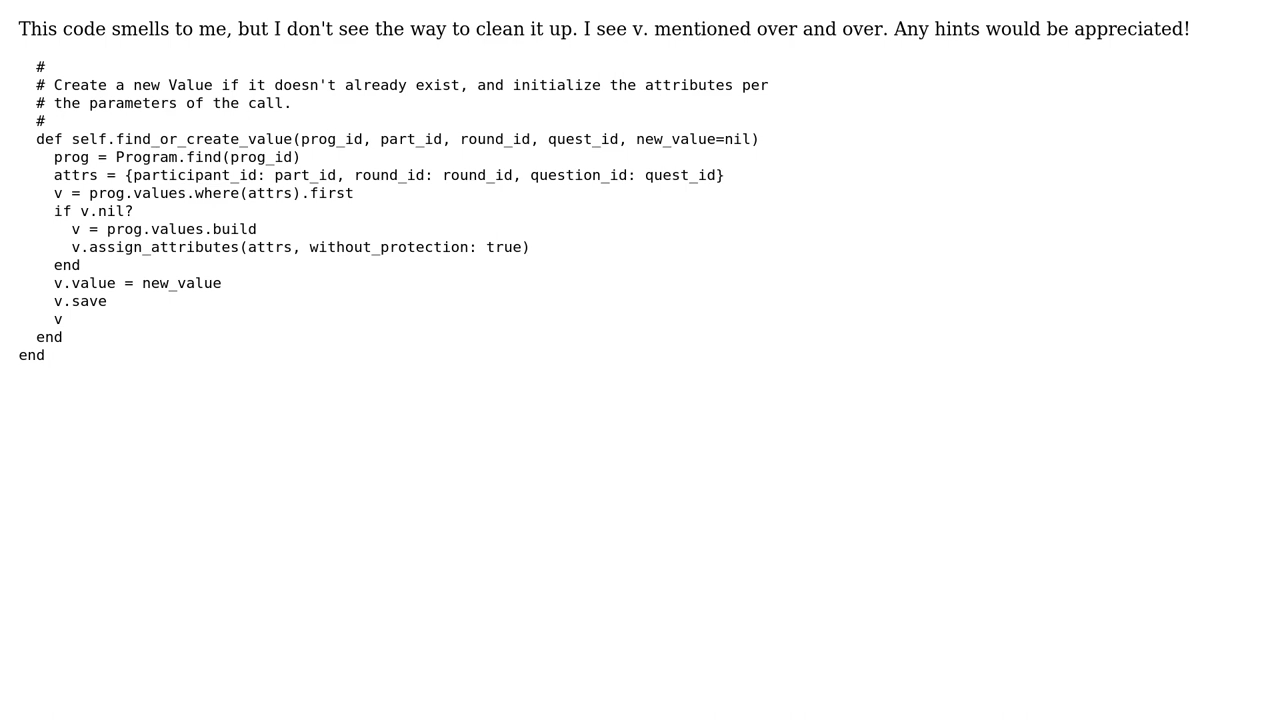 This code smells to me, but I don't see the way to clean it up. I see v. mentioned over and over. Any hints would be appreciated!
  #
  # Create a new Value if it doesn't already exist, and initialize the attributes per
  # the parameters of the call.
  #
  def self.find_or_create_value(prog_id, part_id, round_id, quest_id, new_value=nil)
    prog = Program.find(prog_id)
    attrs = {participant_id: part_id, round_id: round_id, question_id: quest_id}
    v = prog.values.where(attrs).first
    if v.nil?
      v = prog.values.build
      v.assign_attributes(attrs, without_protection: true)
    end
    v.value = new_value
    v.save
    v
  end
end